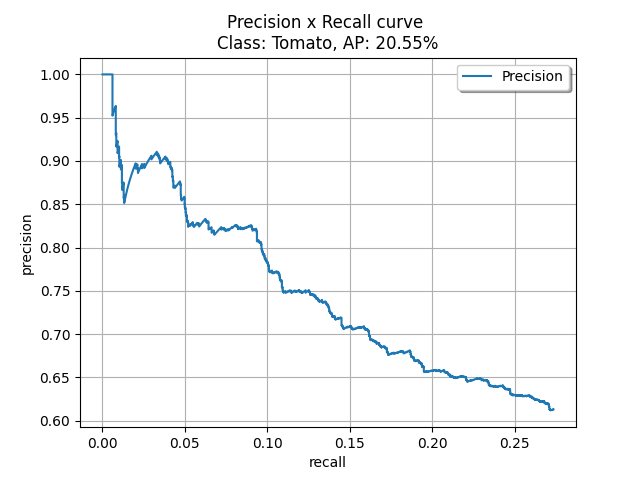 Precision x Recall curve
Class: Tomato, AP: 20.55%
Precision
1.00
0.95
0.90
0.85
0.80
0.75
0.70
0.65
0.60
precision
0.00 0.05 0.10 0.15 0.20 0.25
recall